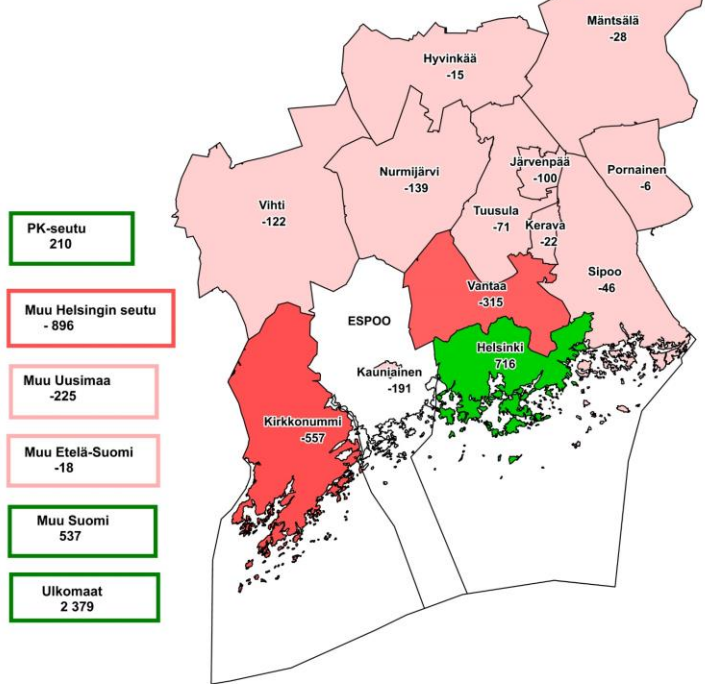 Mäntsälä
-28
Hyvinkää
-15
Nurmijärvi
-139
Järvenpää
-100
Pornainen
-6
Vihti
-122
Tuusula
-71
Kerava
-22
Sipoo
-46
Vantaa
-315
ESPOO
Helsinki
716
Kauniainen
-191
Kirkkonummi
-557
PK-seutu
210
Muu Helsingin seutu
- 896
Muu Uusimaa
-225
Muu Etelä-Suomi
-18
Muu Suomi
537
Ulkomaat
2 379